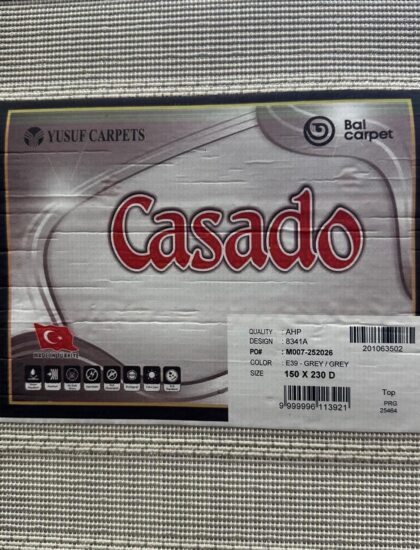 YUSUF CARPETS
Bal
carpet
Casado
QUALITY : AHP
DESIGN : 8341A
PO# : M007-252026
COLOR : E39 - GREY / GREY
SIZE 150 X 230 D
201063502
Top
PRG
25464
9 999996 113921